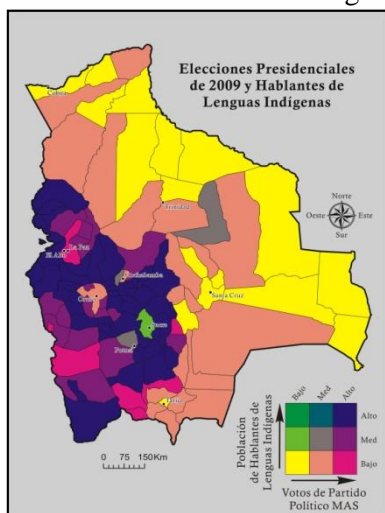 Elecciones Presidenciales
de 2009 y Hablantes de
Lenguas Indígenas
Cobija
Norte
Oeste
Este
Sur
Trinidad
La Paz
El Alto
Cochabamba
Oruro
Santa Cruz
Sucre
Potosí
Tarija
0 75 150Km
Bajo
Med
Alto
Alto
Med
Bajo
Población
de Hablantes de
Lenguas Indígenas
Votos de Partido
Político MAS